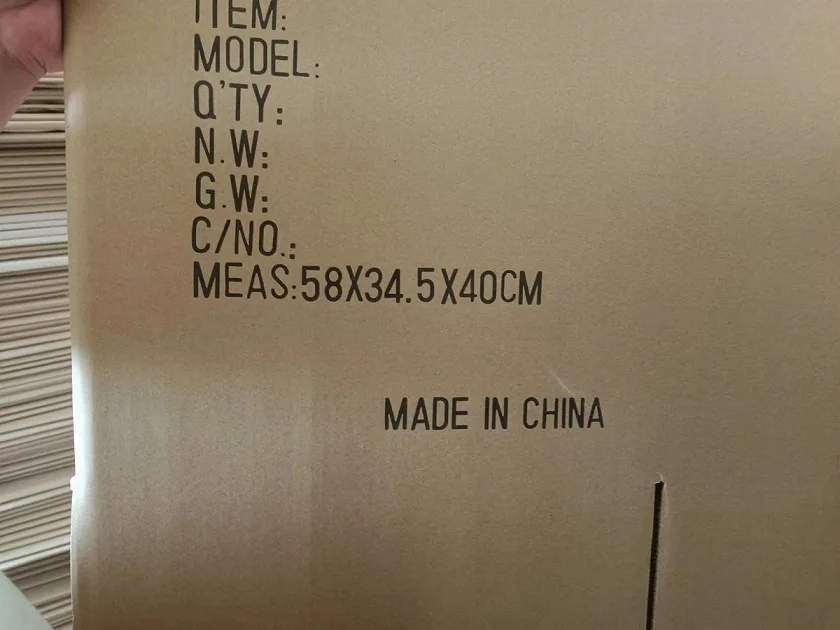 ITEM:
MODEL:
Q'TY:
N.W:
G.W:
C/NO.:
MEAS:58X34.5X40CM
MADE IN CHINA